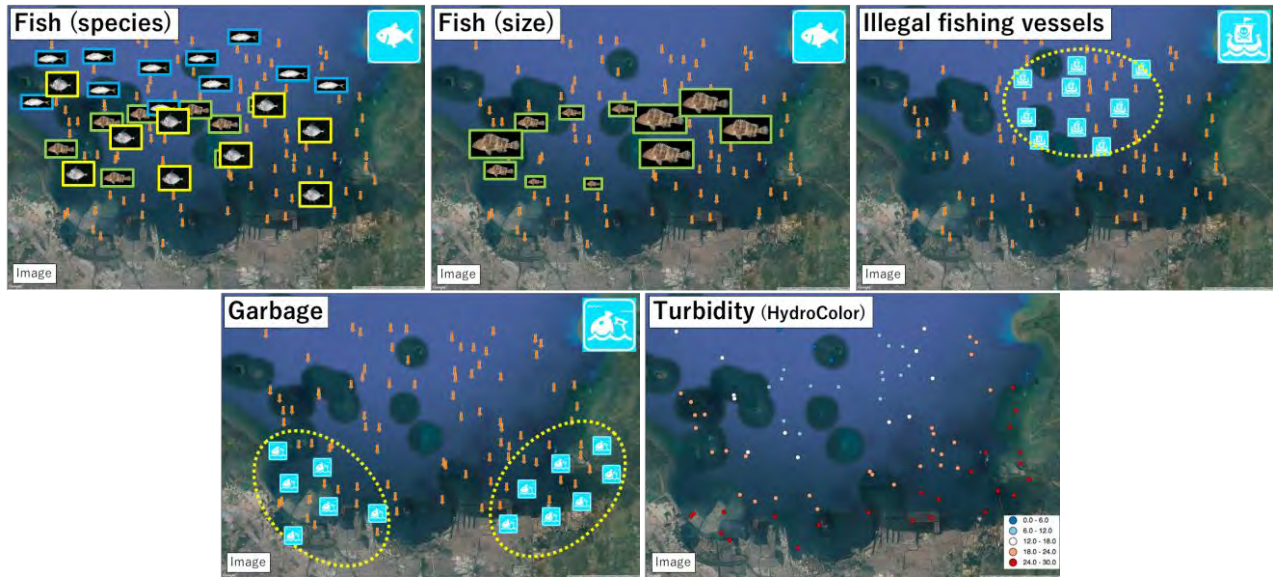 Fish (species)
Image
Fish (size)
Image
Illegal fishing vessels
Image
Garbage
Image
Turbidity (HydroColor)
Image
0.0 - 6.0
6.0 - 12.0
12.0 - 18.0
18.0 - 24.0
24.0 - 30.0